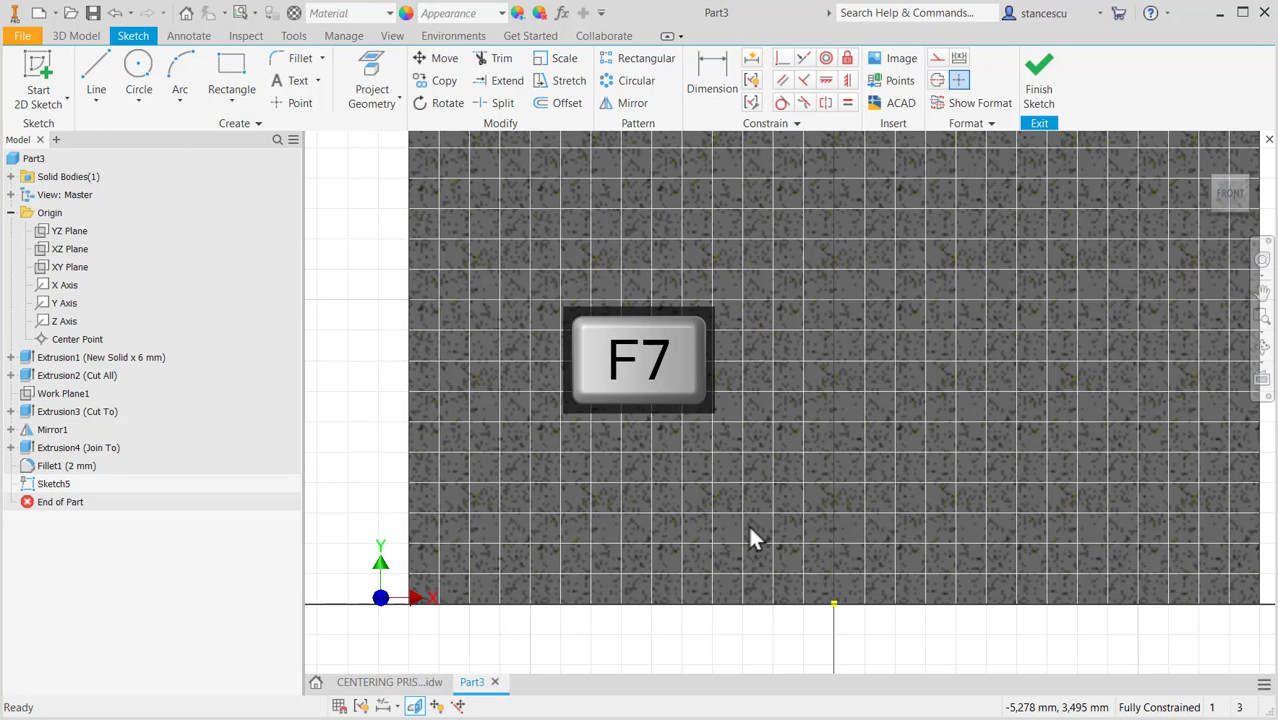 Material
Appearance
Part3
Search Help & Commands...
stancescu
PRO
File
3D Model
Sketch
Annotate
Inspect
Tools
Manage
View
Environments
Get Started
Collaborate
Start
2D Sketch
Line
Circle
Arc
Rectangle
Fillet
Text
Point
Project
Geometry
Move
Copy
Rotate
Trim
Extend
Split
Scale
Stretch
Offset
Rectangular
Circular
Mirror
Dimension
Image
Points
ACAD
Show Format
Finish
Sketch
Sketch
Create
Modify
Pattern
Constrain
Insert
Format
Exit
Model
Part3
Solid Bodies(1)
View: Master
Origin
YZ Plane
XZ Plane
XY Plane
X Axis
Y Axis
Z Axis
Center Point
Extrusion1 (New Solid x 6 mm)
Extrusion2 (Cut All)
Work Plane1
Extrusion3 (Cut To)
Mirror1
Extrusion4 (Join To)
Fillet1 (2 mm)
Sketch5
End of Part
FRONT
F7
Y
X
CENTERING PRIS...idw
Part3
Ready
-5,278 mm, 3,495 mm
Fully Constrained
1
3